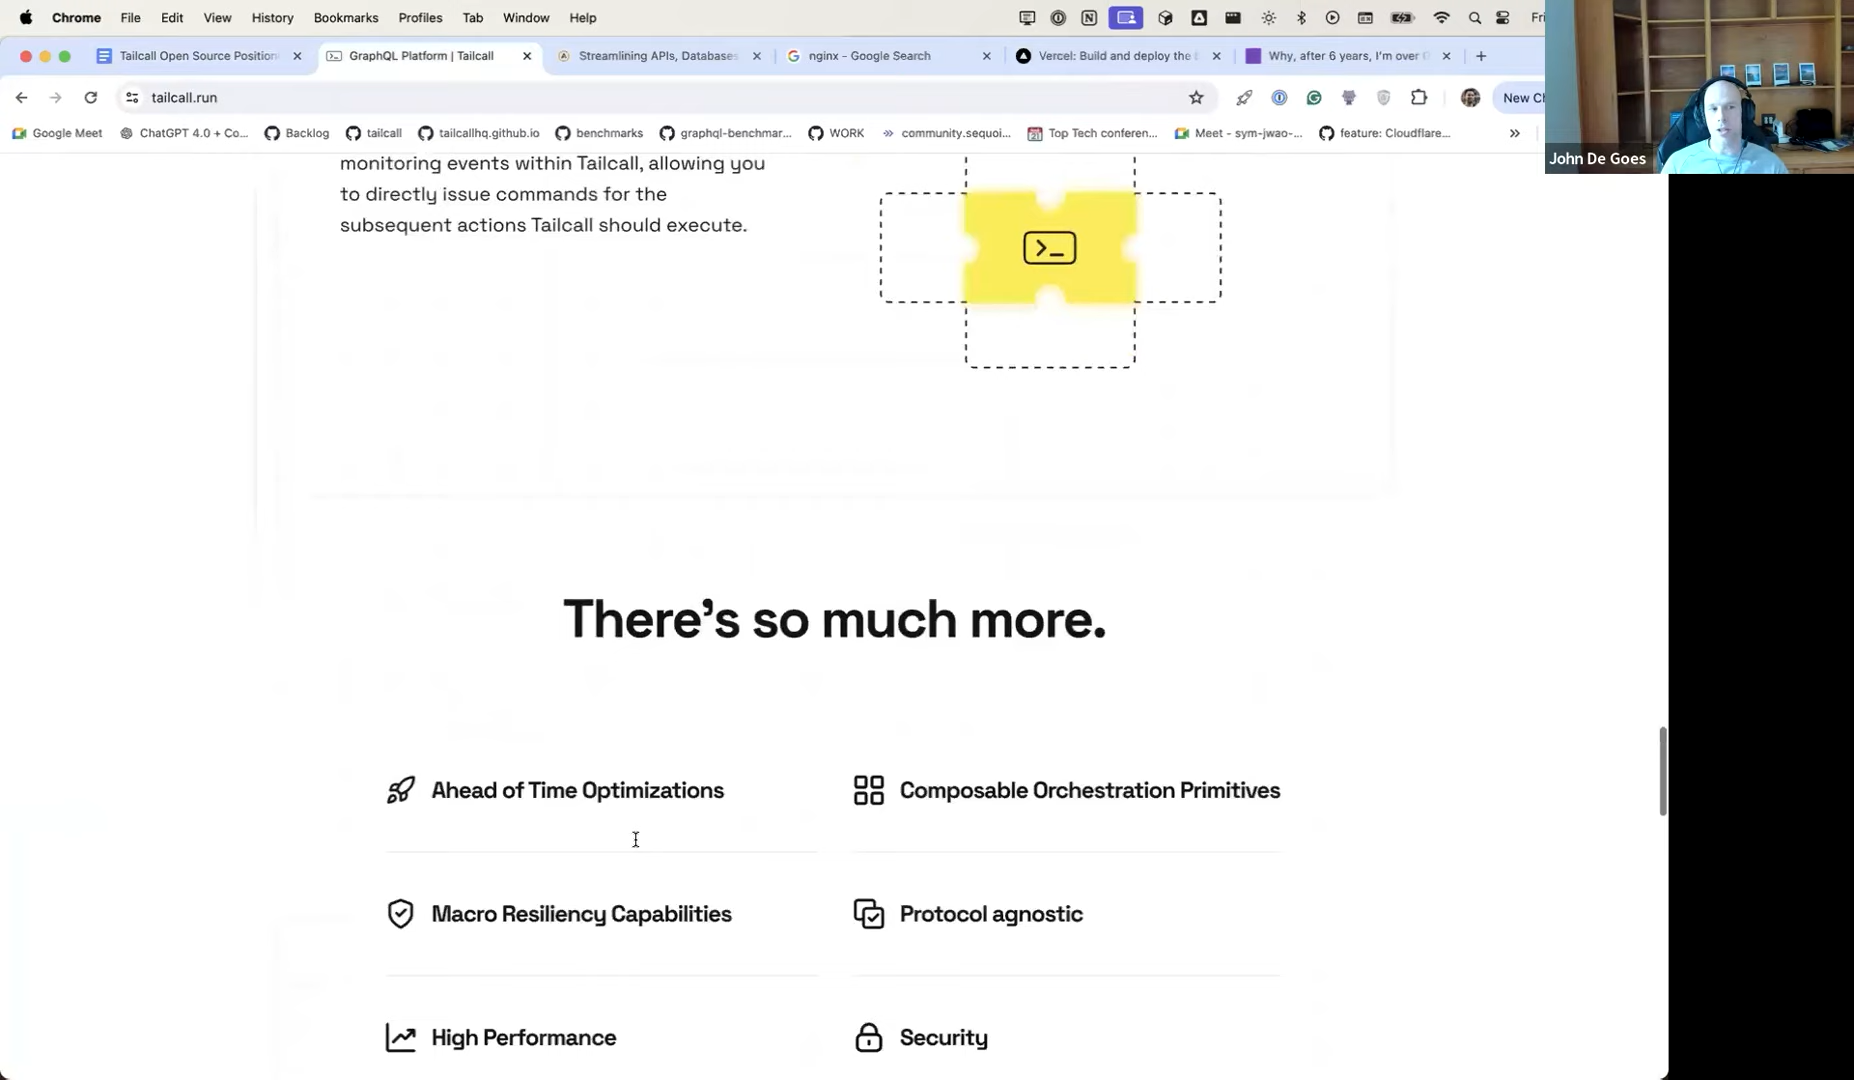 Chrome File Edit View History Bookmarks Profiles Tab Window Help Fri
Tailcall Open Source Position GraphQL Platform | Tailcall Streamlining APIs, Databases nginx - Google Search Vercel: Build and deploy the b Why, after 6 years, I'm over
tailcall.run New Ch
Google Meet ChatGPT 4.0 + Co... Backlog tailcall tailcallhq.github.io benchmarks graphql-benchmar... WORK community.sequoi... Top Tech conferen... Meet - sym-jwao-... feature: Cloudflare... »
John De Goes
monitoring events within Tailcall, allowing you
to directly issue commands for the
subsequent actions Tailcall should execute.
There's so much more.
Ahead of Time Optimizations
Composable Orchestration Primitives
Macro Resiliency Capabilities
Protocol agnostic
High Performance
Security